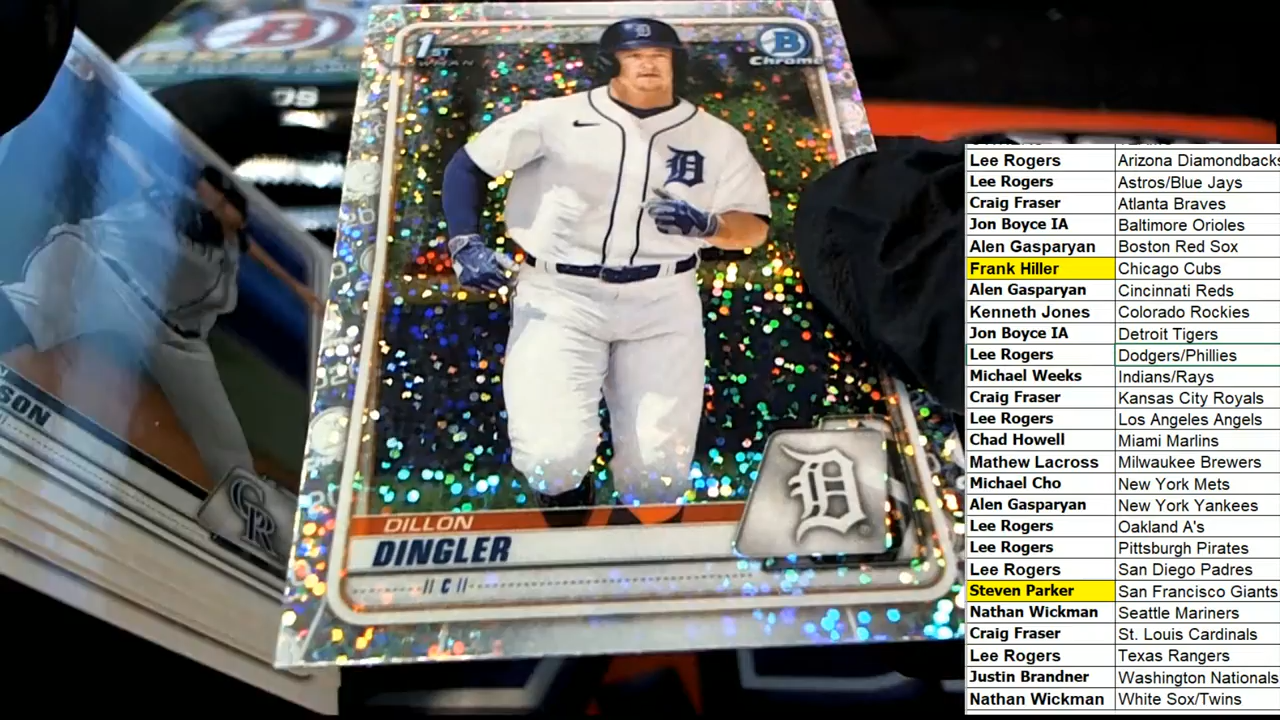 1ST
BOWMAN
B
Chrome
D
D
DILLON
DINGLER
|| C ||
SON
CR
Lee Rogers Arizona Diamondbacks
Lee Rogers Astros/Blue Jays
Craig Fraser Atlanta Braves
Jon Boyce IA Baltimore Orioles
Alen Gasparyan Boston Red Sox
Frank Hiller Chicago Cubs
Alen Gasparyan Cincinnati Reds
Kenneth Jones Colorado Rockies
Jon Boyce IA Detroit Tigers
Lee Rogers Dodgers/Phillies
Michael Weeks Indians/Rays
Craig Fraser Kansas City Royals
Lee Rogers Los Angeles Angels
Chad Howell Miami Marlins
Mathew Lacross Milwaukee Brewers
Michael Cho New York Mets
Alen Gasparyan New York Yankees
Lee Rogers Oakland A's
Lee Rogers Pittsburgh Pirates
Lee Rogers San Diego Padres
Steven Parker San Francisco Giants
Nathan Wickman Seattle Mariners
Craig Fraser St. Louis Cardinals
Lee Rogers Texas Rangers
Justin Brandner Washington Nationals
Nathan Wickman White Sox/Twins